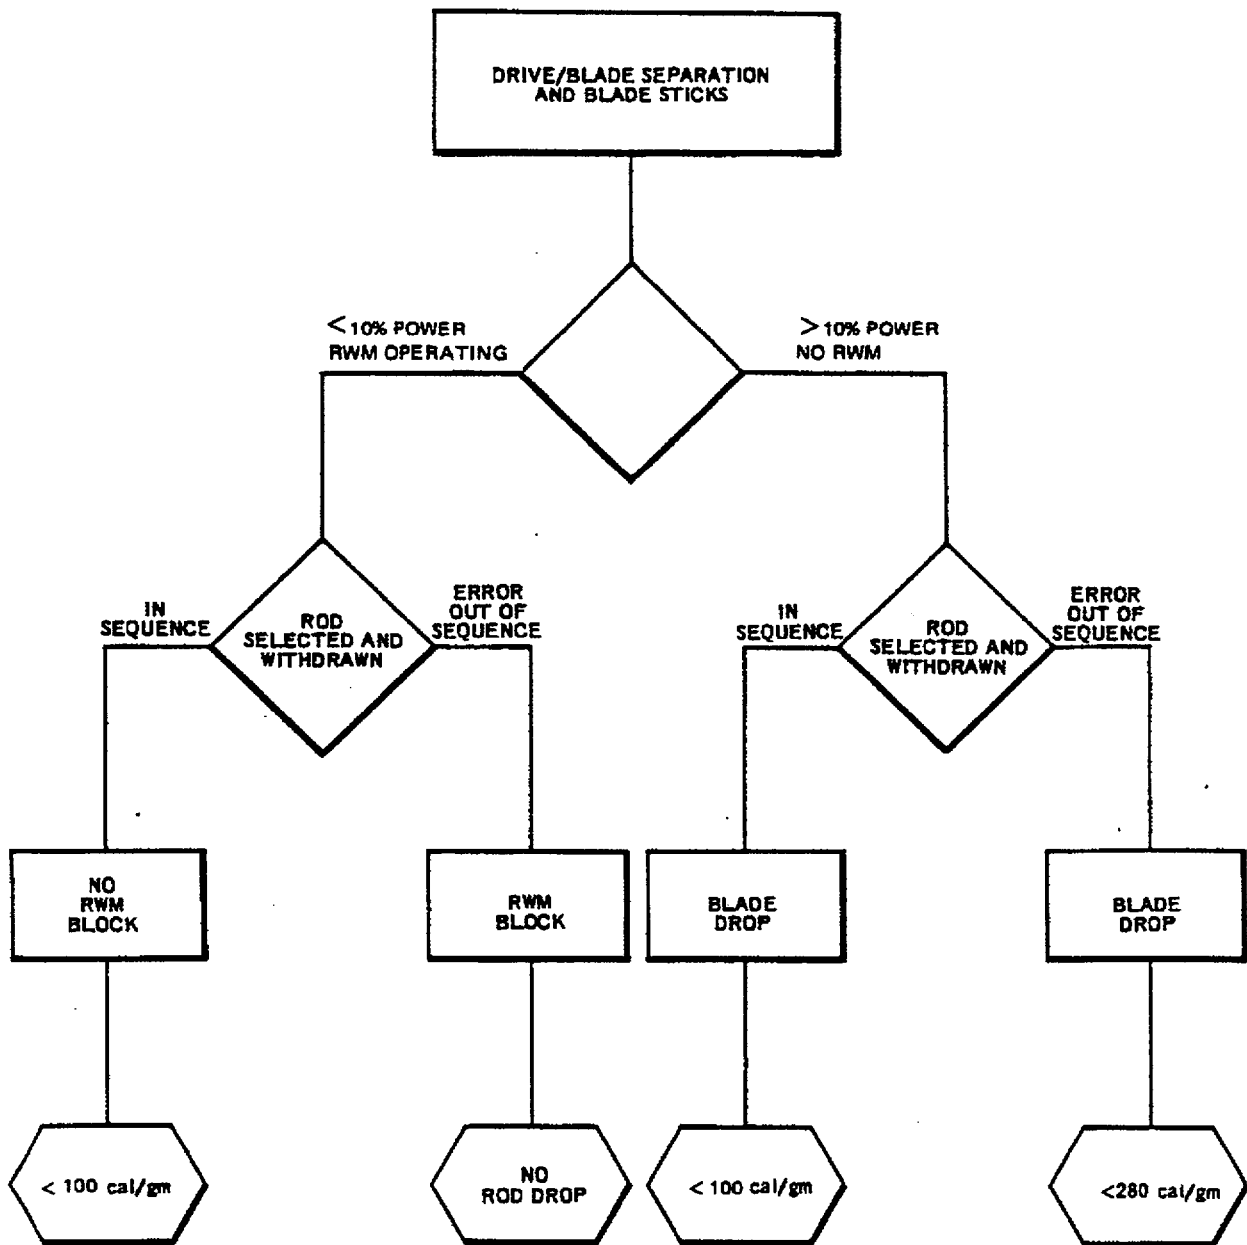 DRIVE/BLADE SEPARATION
AND BLADE STICKS
<10% POWER
RWM OPERATING
>10% POWER
NO RWM
IN
SEQUENCE
ROD
SELECTED AND
WITHDRAWN
ERROR
OUT OF
SEQUENCE
IN
SEQUENCE
ROD
SELECTED AND
WITHDRAWN
ERROR
OUT OF
SEQUENCE
NO
RWM
BLOCK
RWM
BLOCK
BLADE
DROP
BLADE
DROP
< 100 cal/gm
NO
ROD DROP
< 100 cal/gm
<280 cal/gm